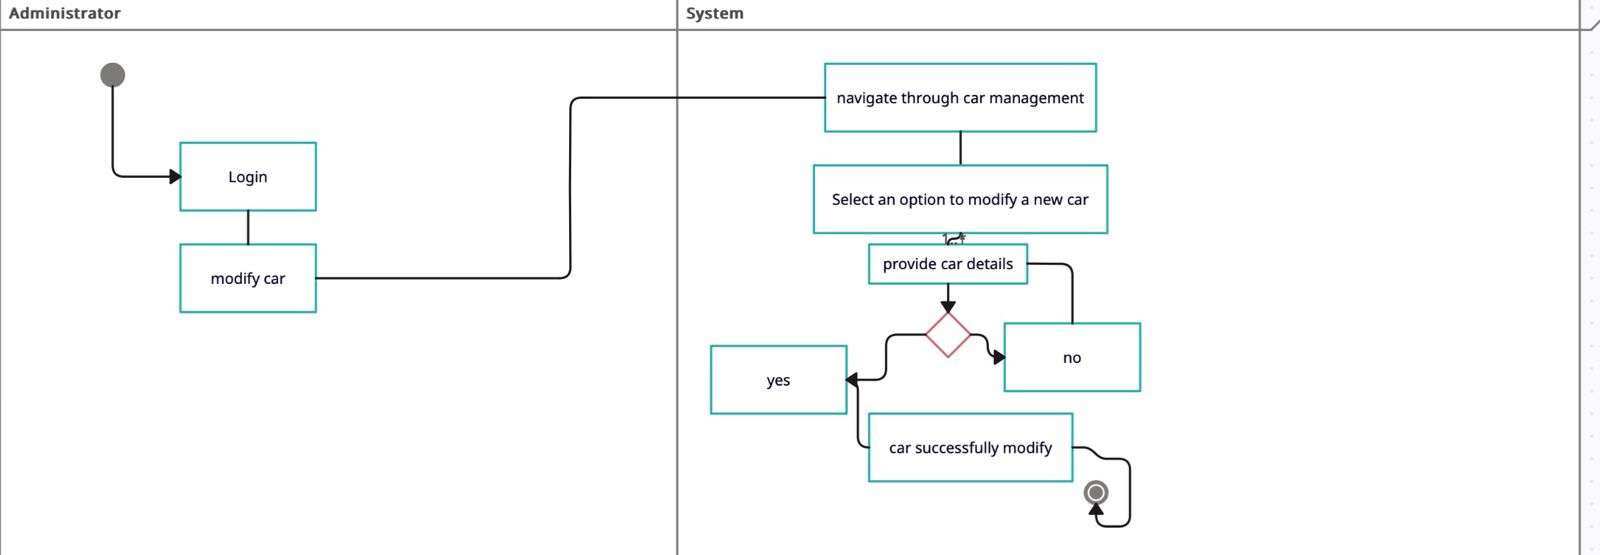 Administrator
System
navigate through car management
Login
Select an option to modify a new car
modify car
provide car details
no
yes
car successfully modify